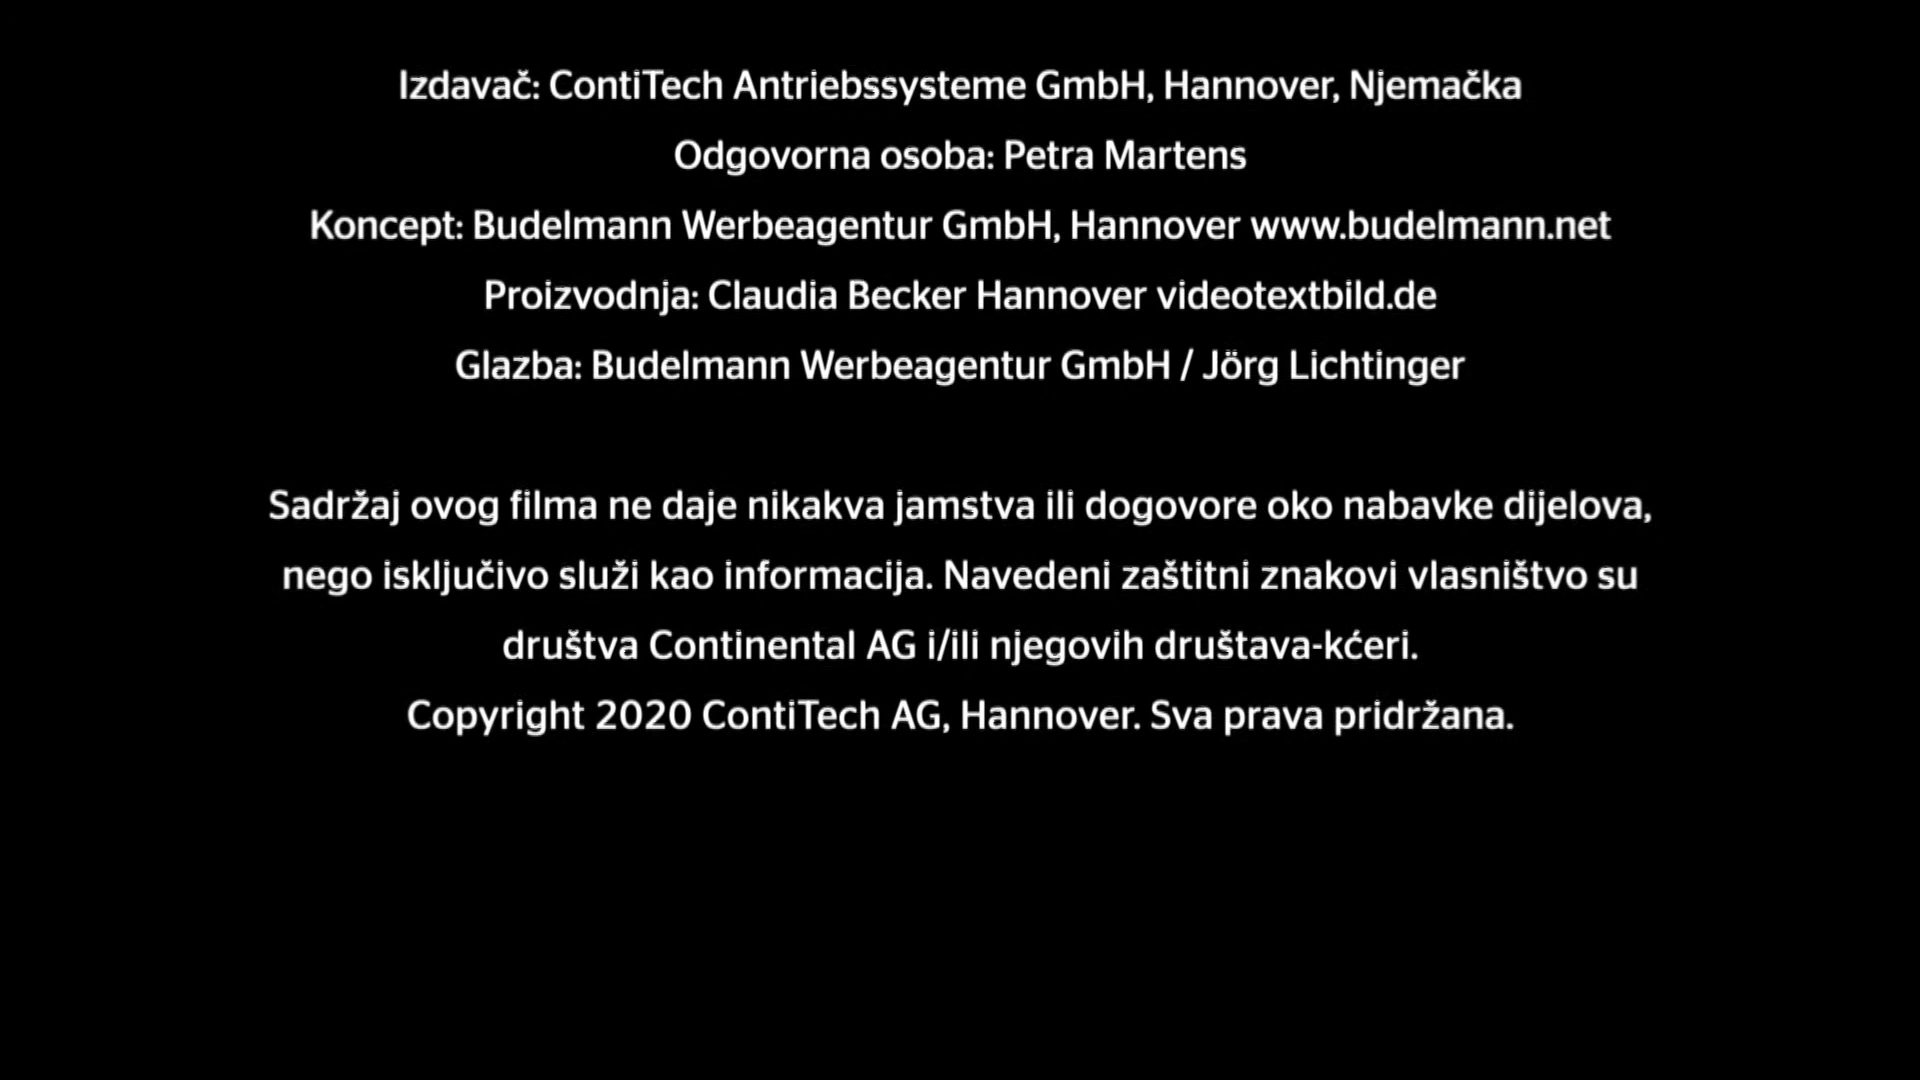 Izdavač: ContiTech Antriebssysteme GmbH, Hannover, Njemačka
Odgovorna osoba: Petra Martens
Koncept: Budelmann Werbeagentur GmbH, Hannover www.budelmann.net
Proizvodnja: Claudia Becker Hannover videotextbild.de
Glazba: Budelmann Werbeagentur GmbH / Jörg Lichtinger
Sadržaj ovog filma ne daje nikakva jamstva ili dogovore oko nabavke dijelova,
nego isključivo služi kao informacija. Navedeni zaštitni znakovi vlasništvo su
društva Continental AG i/ili njegovih društava-kćeri.
Copyright 2020 ContiTech AG, Hannover. Sva prava pridržana.